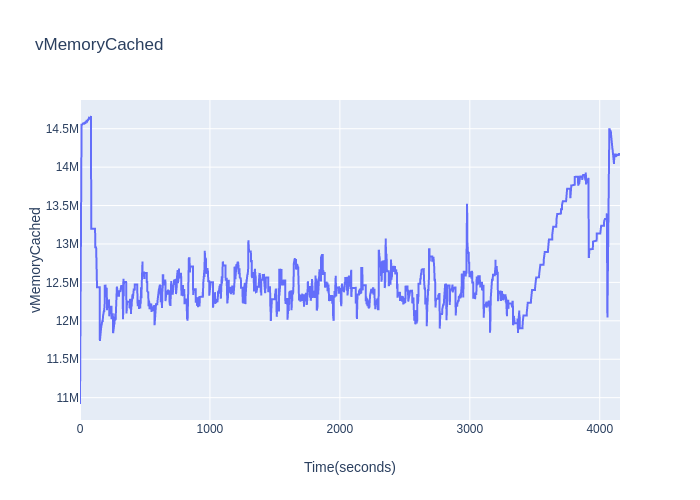 vMemoryCached
14.5M
14M
13.5M
13M
12.5M
12M
11.5M
11M
vMemoryCached
0 1000 2000 3000 4000
Time(seconds)